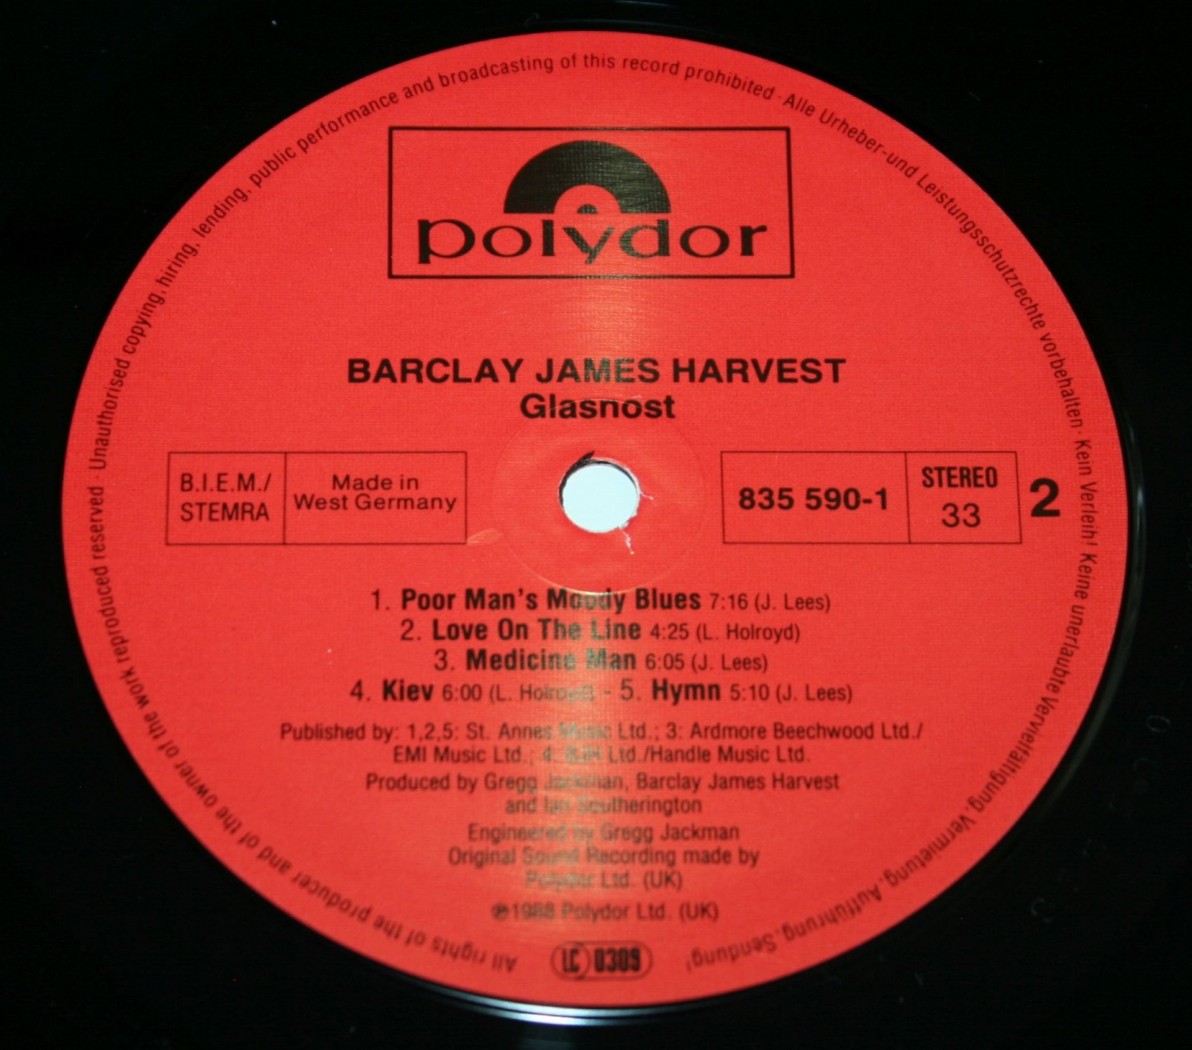 All rights of the producer and of the owner of the work reproduced reserved · Unauthorised copying, hiring, lending, public performance and broadcasting of this record prohibited · Alle Urheber-und Leistungsschutzrechte vorbehalten · Kein Verleih! Keine unerlaubte Vervielfältigung, Vermietung, Aufführung, Sendung!
polydor
BARCLAY JAMES HARVEST
Glasnost
B.I.E.M./
STEMRA
Made in
West Germany
835 590-1
STEREO
33
2
1. Poor Man's Moody Blues 7:16 (J. Lees)
2. Love On The Line 4:25 (L. Holroyd)
3. Medicine Man 6:05 (J. Lees)
4. Kiev 6:00 (L. Holroyd) - 5. Hymn 5:10 (J. Lees)
Published by: 1,2,5: St. Annes Music Ltd.; 3: Ardmore Beechwood Ltd./
EMI Music Ltd.; 4: BJH Ltd./Handle Music Ltd.
Produced by Gregg Jackman, Barclay James Harvest
and Ian Southerington
Engineered by Gregg Jackman
Original Sound Recording made by
Polydor Ltd. (UK)
℗ 1988 Polydor Ltd. (UK)
LC 0309